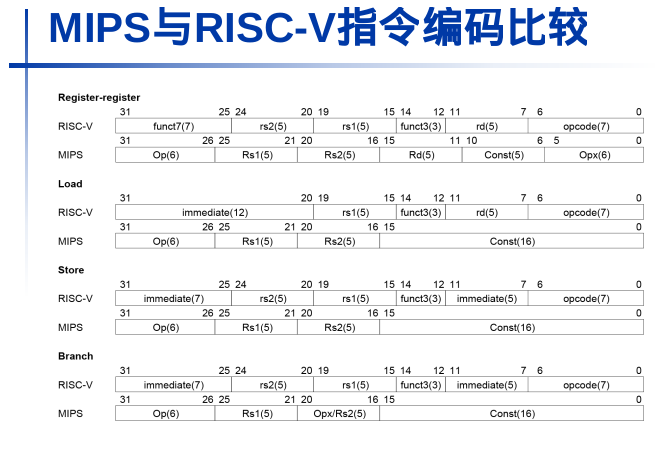 MIPS与RISC-V指令编码比较
Register-register
31 25 24 20 19 15 14 12 11 7 6 0
RISC-V funct7(7) rs2(5) rs1(5) funct3(3) rd(5) opcode(7)
31 26 25 21 20 16 15 11 10 6 5 0
MIPS Op(6) Rs1(5) Rs2(5) Rd(5) Const(5) Opx(6)
Load
31 20 19 15 14 12 11 7 6 0
RISC-V immediate(12) rs1(5) funct3(3) rd(5) opcode(7)
31 26 25 21 20 16 15 0
MIPS Op(6) Rs1(5) Rs2(5) Const(16)
Store
31 25 24 20 19 15 14 12 11 7 6 0
RISC-V immediate(7) rs2(5) rs1(5) funct3(3) immediate(5) opcode(7)
31 26 25 21 20 16 15 0
MIPS Op(6) Rs1(5) Rs2(5) Const(16)
Branch
31 25 24 20 19 15 14 12 11 7 6 0
RISC-V immediate(7) rs2(5) rs1(5) funct3(3) immediate(5) opcode(7)
31 26 25 21 20 16 15 0
MIPS Op(6) Rs1(5) Opx/Rs2(5) Const(16)